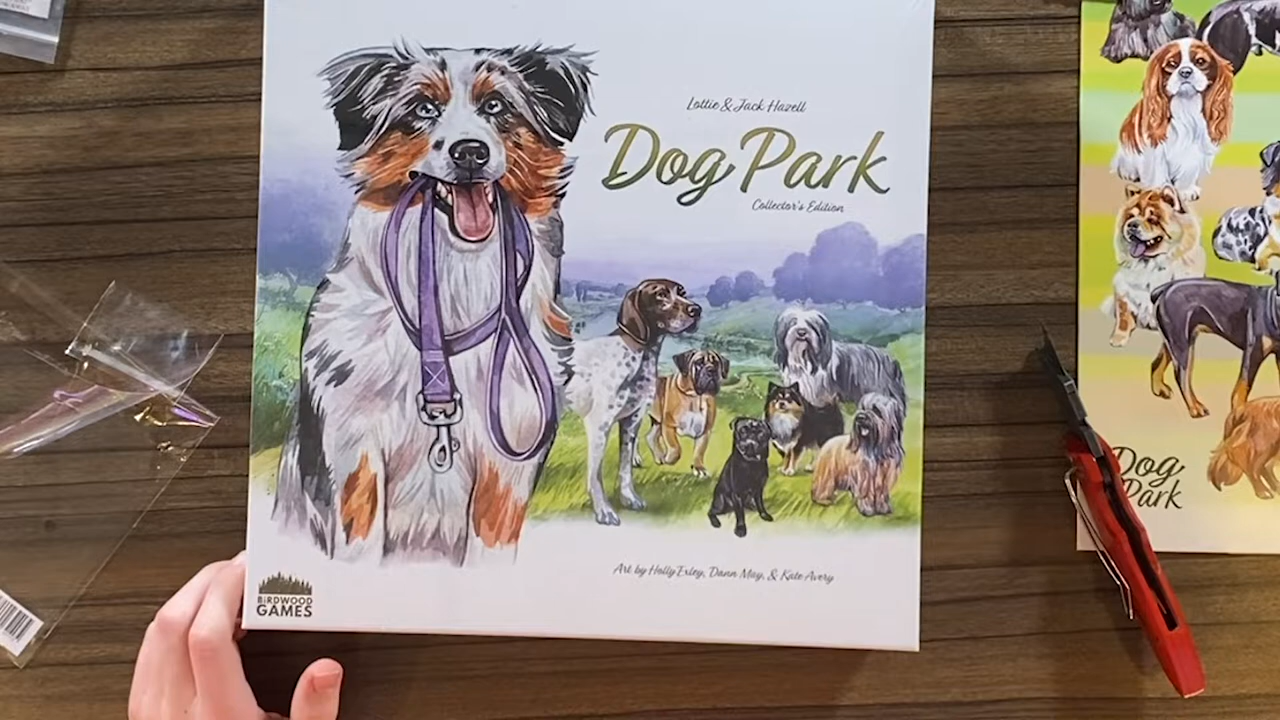 Lottie & Jack Hazell
Dog Park
Collector's Edition
Art by Holly Exley, Dann May, & Kate Avery
BIRDWOOD
GAMES
Dog
Park